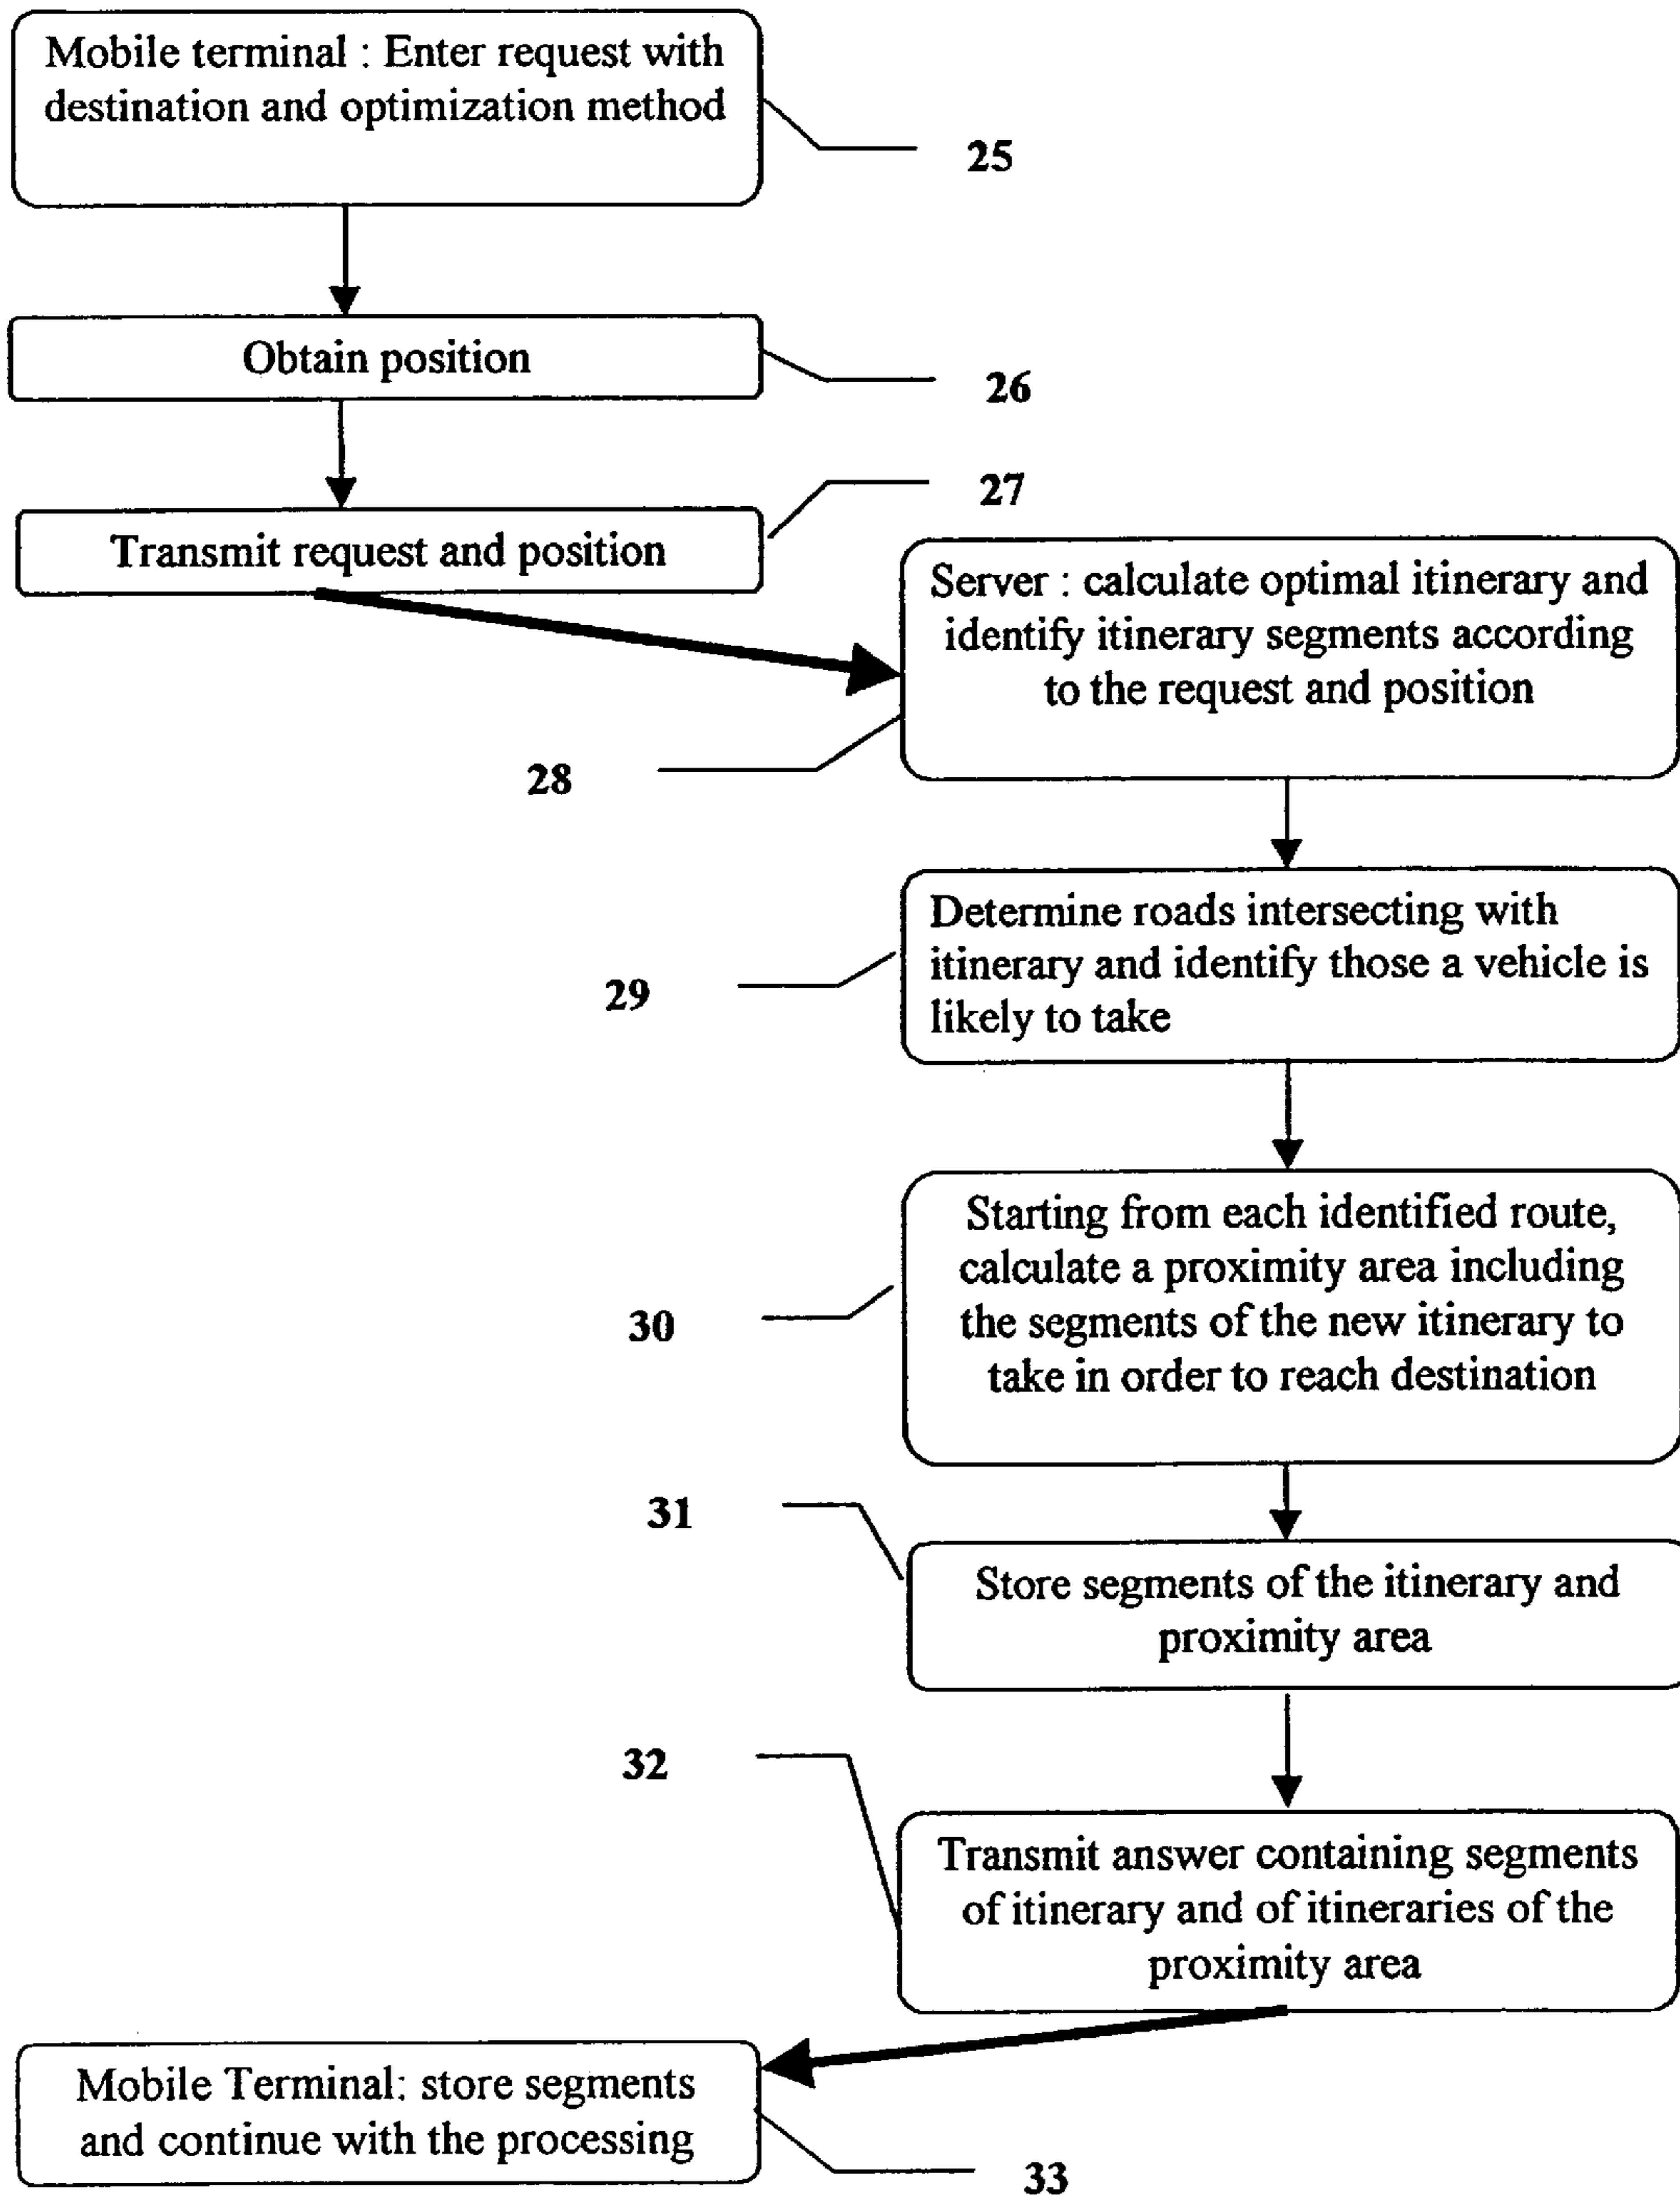 Mobile terminal : Enter request with
destination and optimization method
25
Obtain position
26
27
Transmit request and position
Server : calculate optimal itinerary and
identify itinerary segments according
to the request and position
28
Determine roads intersecting with
itinerary and identify those a vehicle is
likely to take
29
Starting from each identified route,
calculate a proximity area including
the segments of the new itinerary to
take in order to reach destination
30
31
Store segments of the itinerary and
proximity area
32
Transmit answer containing segments
of itinerary and of itineraries of the
proximity area
Mobile Terminal: store segments
and continue with the processing
33